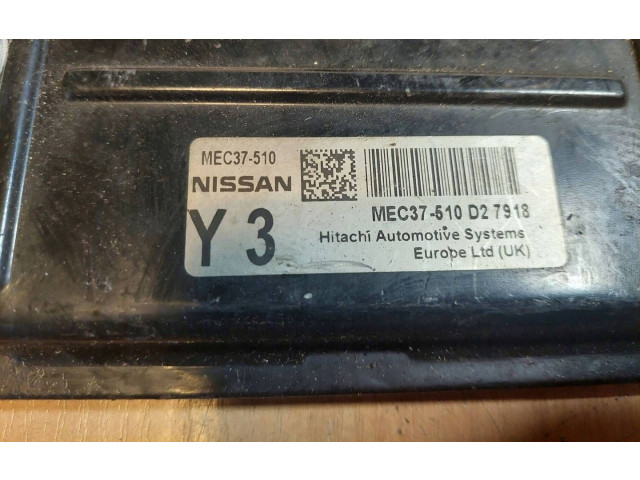 MEC37-510
NISSAN
Y 3
MEC37-510 D2 7918
Hitachi Automotive Systems
Europe Ltd (UK)